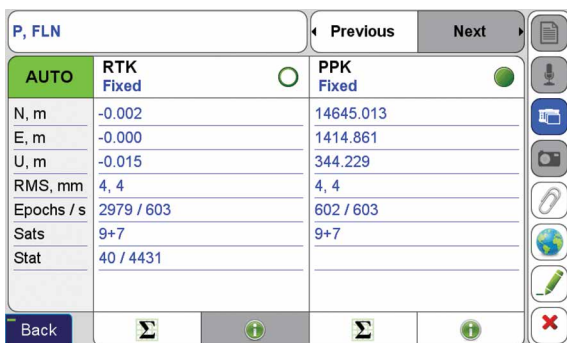 P, FLN
Previous Next
AUTO
RTK
Fixed
PPK
Fixed
N, m -0.002 14645.013
E, m -0.000 1414.861
U, m -0.015 344.229
RMS, mm 4, 4 4, 4
Epochs / s 2979 / 603 602 / 603
Sats 9+7 9+7
Stat 40 / 4431
Back Σ i Σ i